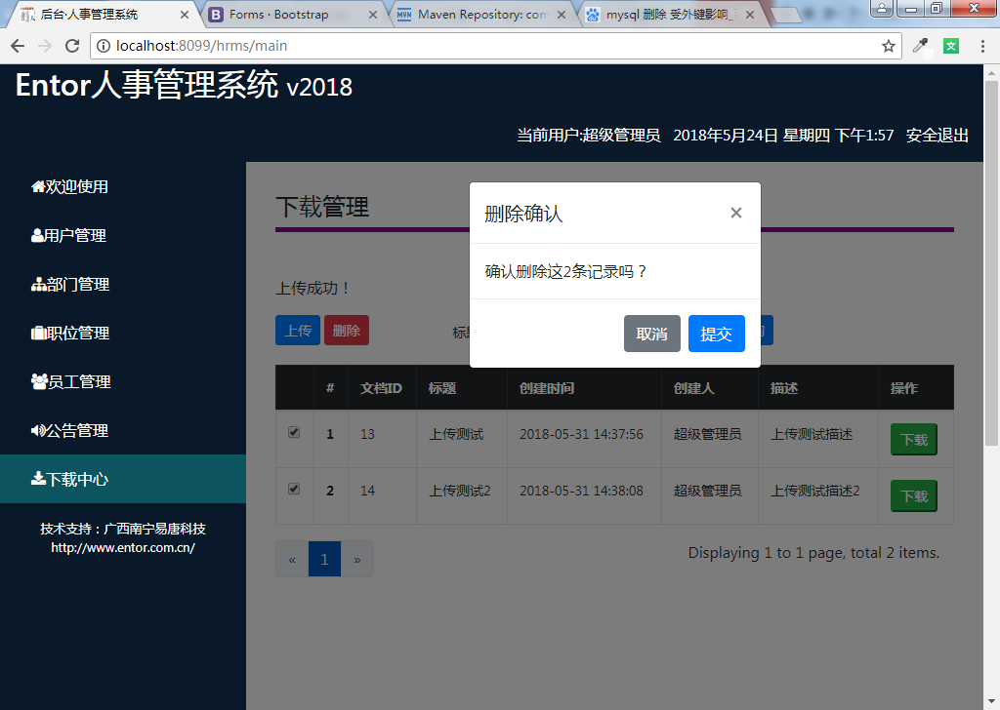 后台·人事管理系统
Forms · Bootstrap
Maven Repository: com
mysql 删除 受外键影响_
localhost:8099/hrms/main
Entor人事管理系统 v2018
当前用户:超级管理员 2018年5月24日 星期四 下午1:57 安全退出
欢迎使用
用户管理
部门管理
职位管理
员工管理
公告管理
下载中心
技术支持：广西南宁易唐科技
http://www.entor.com.cn/
下载管理
上传成功！
上传 删除
删除确认 ×
确认删除这2条记录吗？
取消 提交
# 文档ID 标题 创建时间 创建人 描述 操作
1 13 上传测试 2018-05-31 14:37:56 超级管理员 上传测试描述 下载
2 14 上传测试2 2018-05-31 14:38:08 超级管理员 上传测试描述2 下载
« 1 »
Displaying 1 to 1 page, total 2 items.